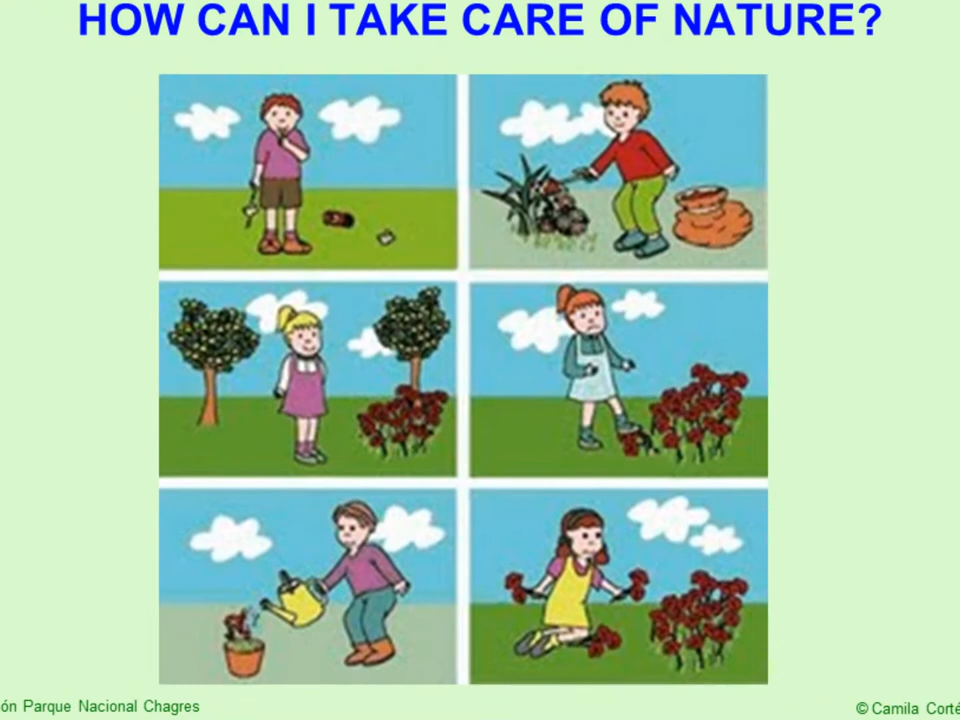 HOW CAN I TAKE CARE OF NATURE?
ón Parque Nacional Chagres
© Camila Corté